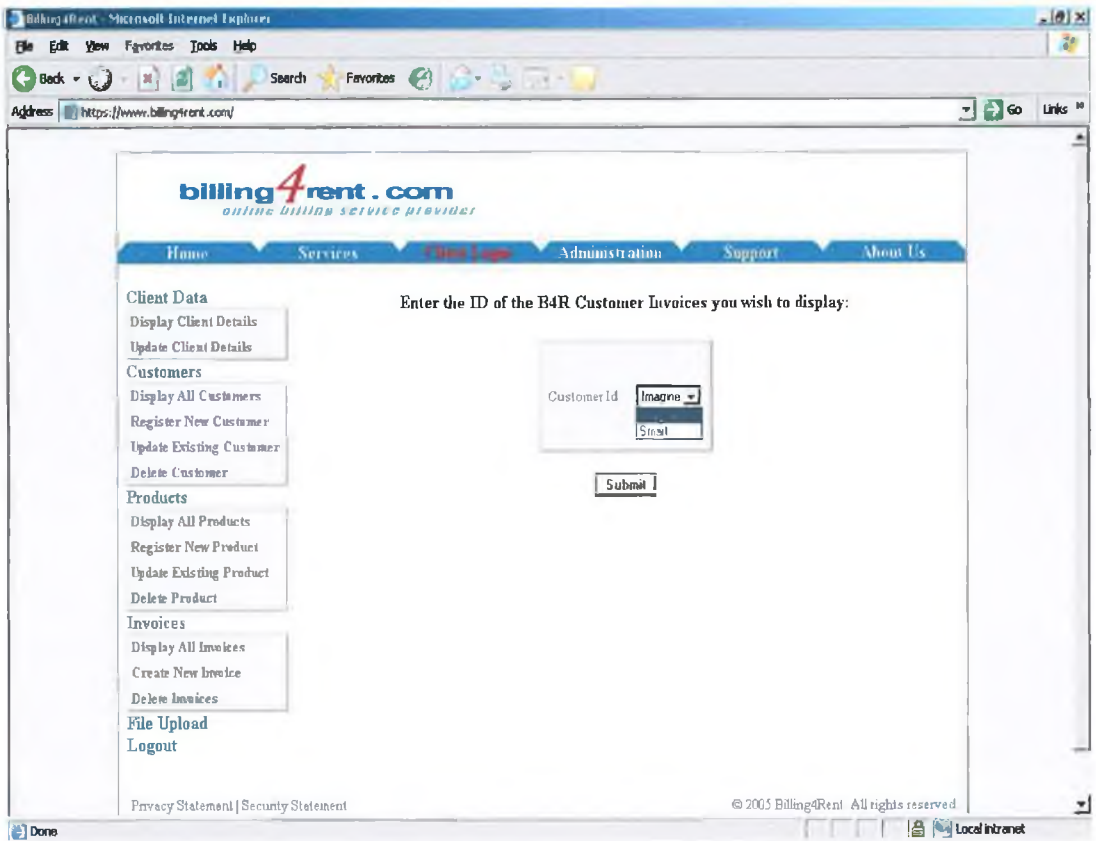 Billing4Rent - Microsoft Internet Explorer
File Edit View Favorites Tools Help
Back Search Favorites
Address https://www.billing4rent.com/ Go Links »
billing4rent.com
online billing service provider
Home Services Client Login Administration Support About Us
Client Data
Display Client Details
Update Client Details
Customers
Display All Customers
Register New Customer
Update Existing Customer
Delete Customer
Products
Display All Products
Register New Product
Update Existing Product
Delete Product
Invoices
Display All Invoices
Create New Invoice
Delete Invoices
File Upload
Logout
Enter the ID of the B4R Customer Invoices you wish to display:
Customer Id Imagine
Submit
Privacy Statement | Security Statement
© 2005 Billing4Rent All rights reserved
Done Local intranet